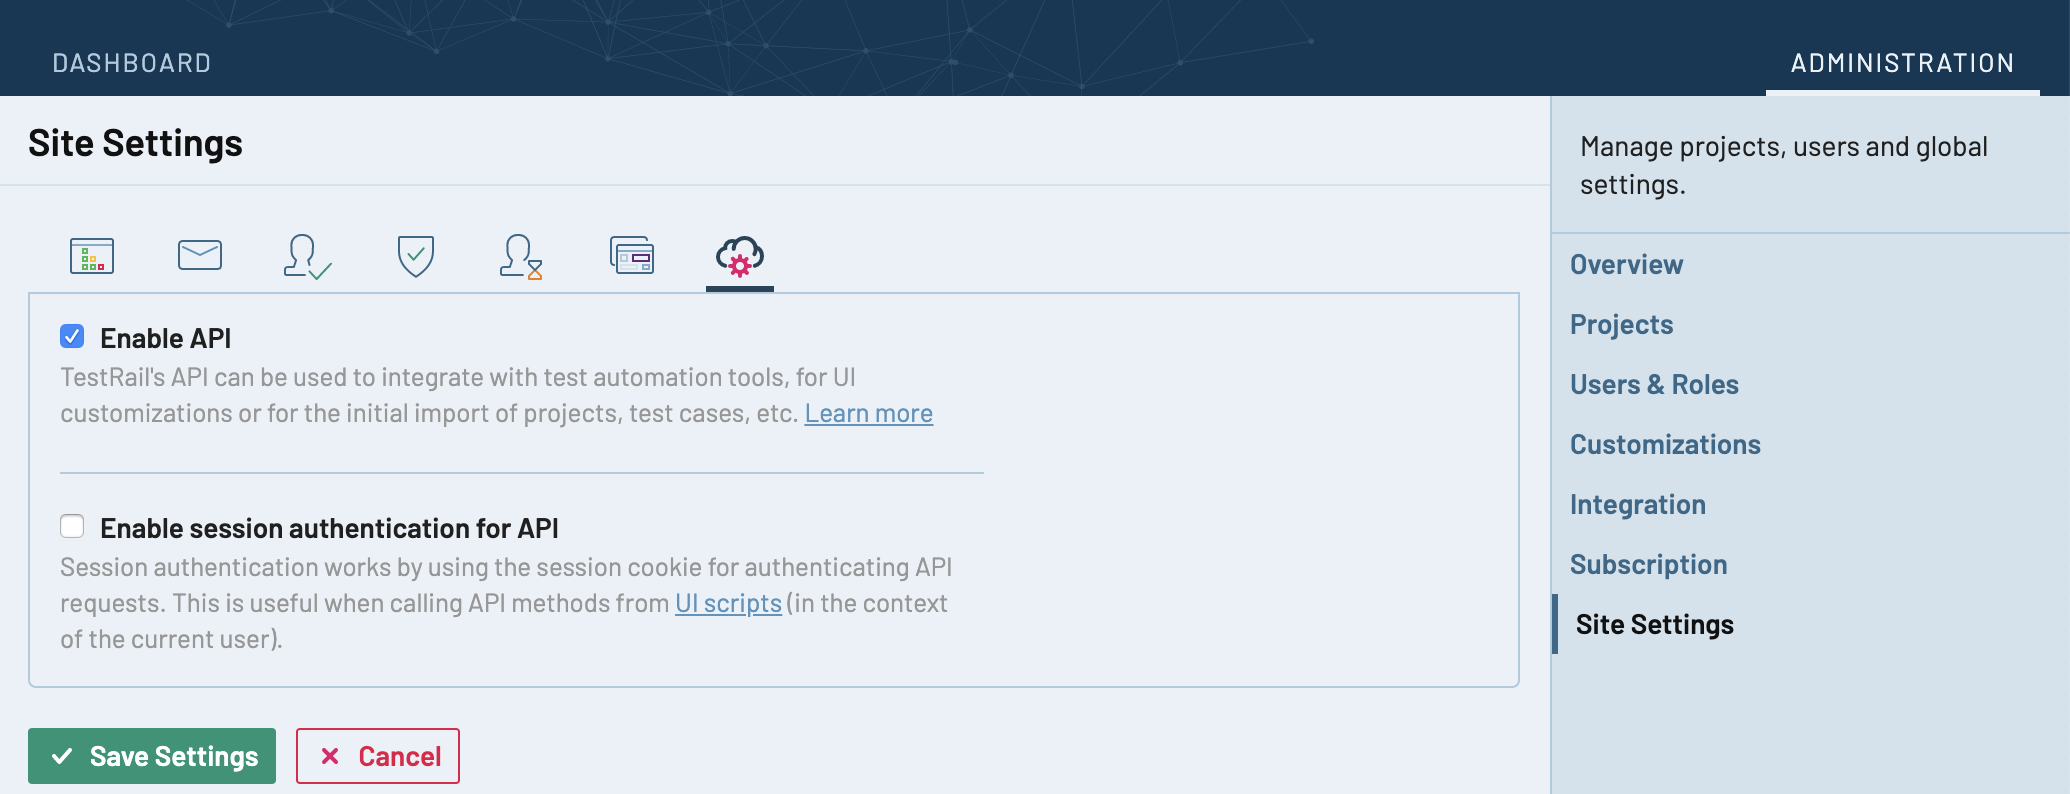 DASHBOARD
ADMINISTRATION
Site Settings
Enable API
TestRail's API can be used to integrate with test automation tools, for UI
customizations or for the initial import of projects, test cases, etc. Learn more
Enable session authentication for API
Session authentication works by using the session cookie for authenticating API
requests. This is useful when calling API methods from UI scripts (in the context
of the current user).
Save Settings
Cancel
Manage projects, users and global
settings.
Overview
Projects
Users & Roles
Customizations
Integration
Subscription
Site Settings